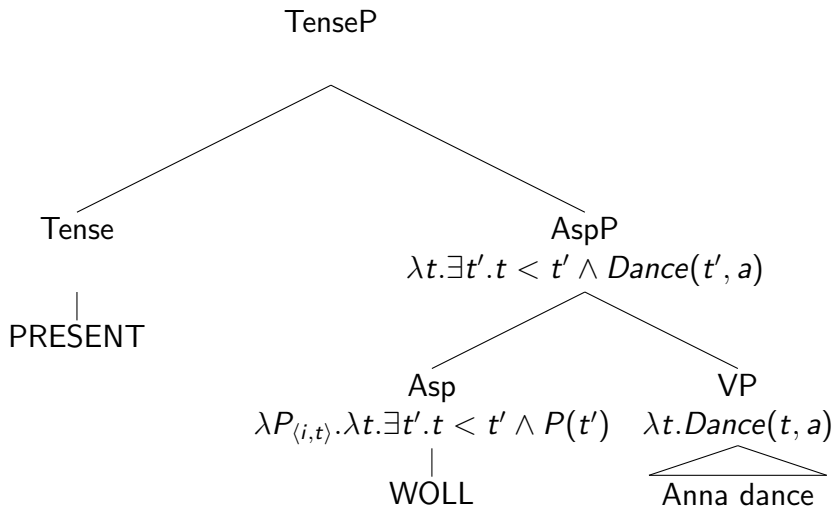 TenseP
Tense AspP
λt.∃t′.t < t′ ∧ Dance(t′, a)
PRESENT
Asp VP
λP⟨i,t⟩.λt.∃t′.t < t′ ∧ P(t′) λt.Dance(t, a)
WOLL Anna dance